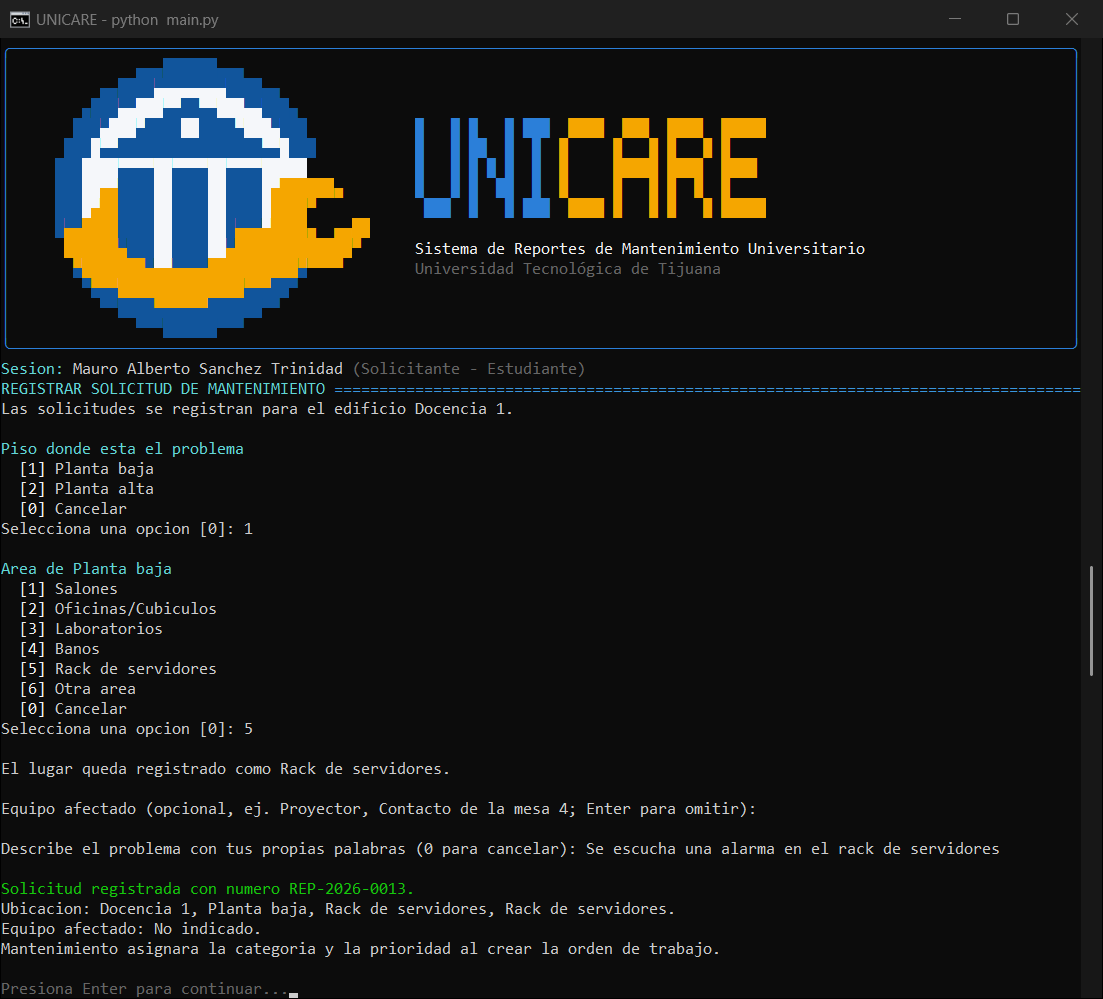 UNICARE - python  main.py
UNICARE
Sistema de Reportes de Mantenimiento Universitario
Universidad Tecnológica de Tijuana
Sesion: Mauro Alberto Sanchez Trinidad (Solicitante - Estudiante)
REGISTRAR SOLICITUD DE MANTENIMIENTO ===================================================================================
Las solicitudes se registran para el edificio Docencia 1.
Piso donde esta el problema
[1] Planta baja
[2] Planta alta
[0] Cancelar
Selecciona una opcion [0]: 1
Area de Planta baja
[1] Salones
[2] Oficinas/Cubiculos
[3] Laboratorios
[4] Banos
[5] Rack de servidores
[6] Otra area
[0] Cancelar
Selecciona una opcion [0]: 5
El lugar queda registrado como Rack de servidores.
Equipo afectado (opcional, ej. Proyector, Contacto de la mesa 4; Enter para omitir):
Describe el problema con tus propias palabras (0 para cancelar): Se escucha una alarma en el rack de servidores
Solicitud registrada con numero REP-2026-0013.
Ubicacion: Docencia 1, Planta baja, Rack de servidores, Rack de servidores.
Equipo afectado: No indicado.
Mantenimiento asignara la categoria y la prioridad al crear la orden de trabajo.
Presiona Enter para continuar...